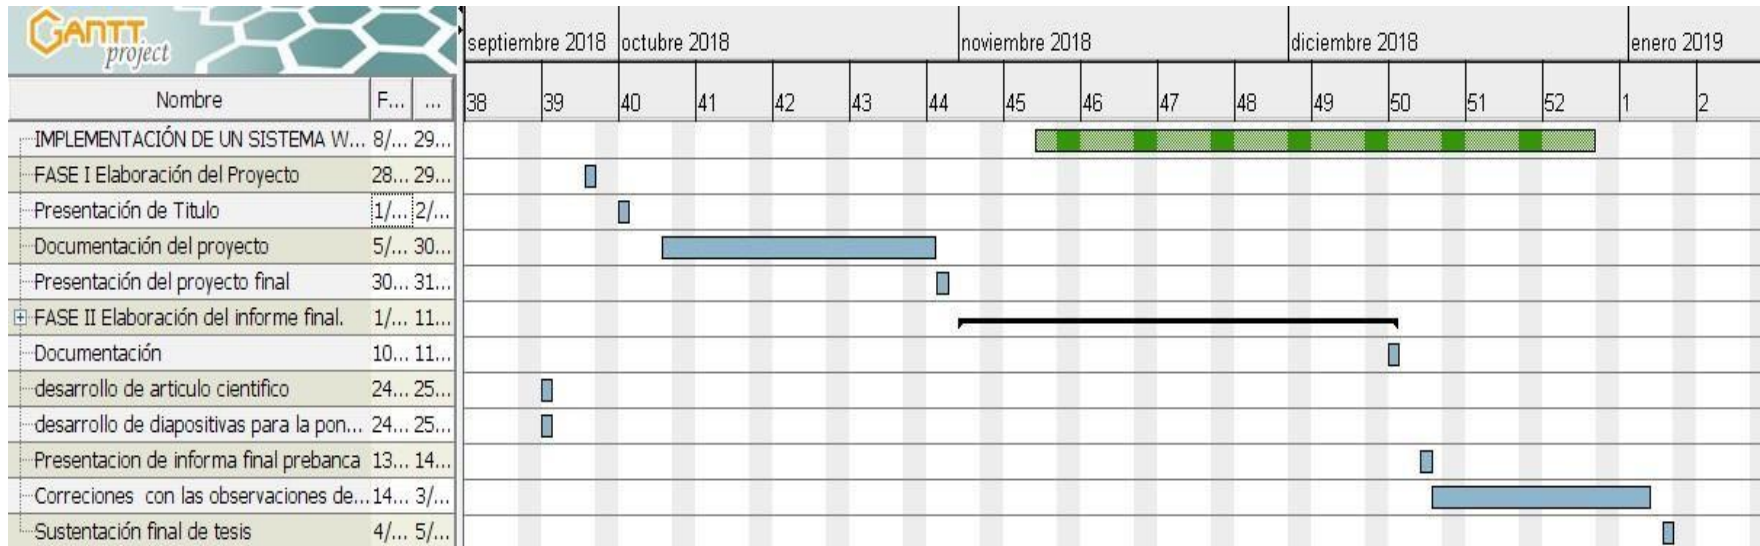 GANTT
project
septiembre 2018 octubre 2018 noviembre 2018 diciembre 2018 enero 2019
Nombre F... ... 38 39 40 41 42 43 44 45 46 47 48 49 50 51 52 1 2
IMPLEMENTACIÓN DE UN SISTEMA W... 8/... 29...
FASE I Elaboración del Proyecto 28... 29...
Presentación de Titulo 1/... 2/...
Documentación del proyecto 5/... 30...
Presentación del proyecto final 30... 31...
FASE II Elaboración del informe final. 1/... 11...
Documentación 10... 11...
desarrollo de articulo cientifico 24... 25...
desarrollo de diapositivas para la pon... 24... 25...
Presentacion de informa final prebanca 13... 14...
Correciones con las observaciones de... 14... 3/...
Sustentación final de tesis 4/... 5/...